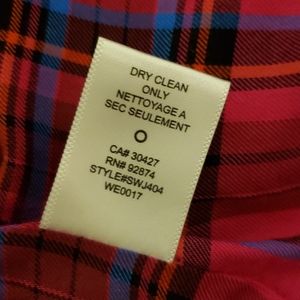 DRY CLEAN
ONLY
NETTOYAGE A
SEC SEULEMENT
CA# 30427
RN# 92874
STYLE#SWJ404
WE0017